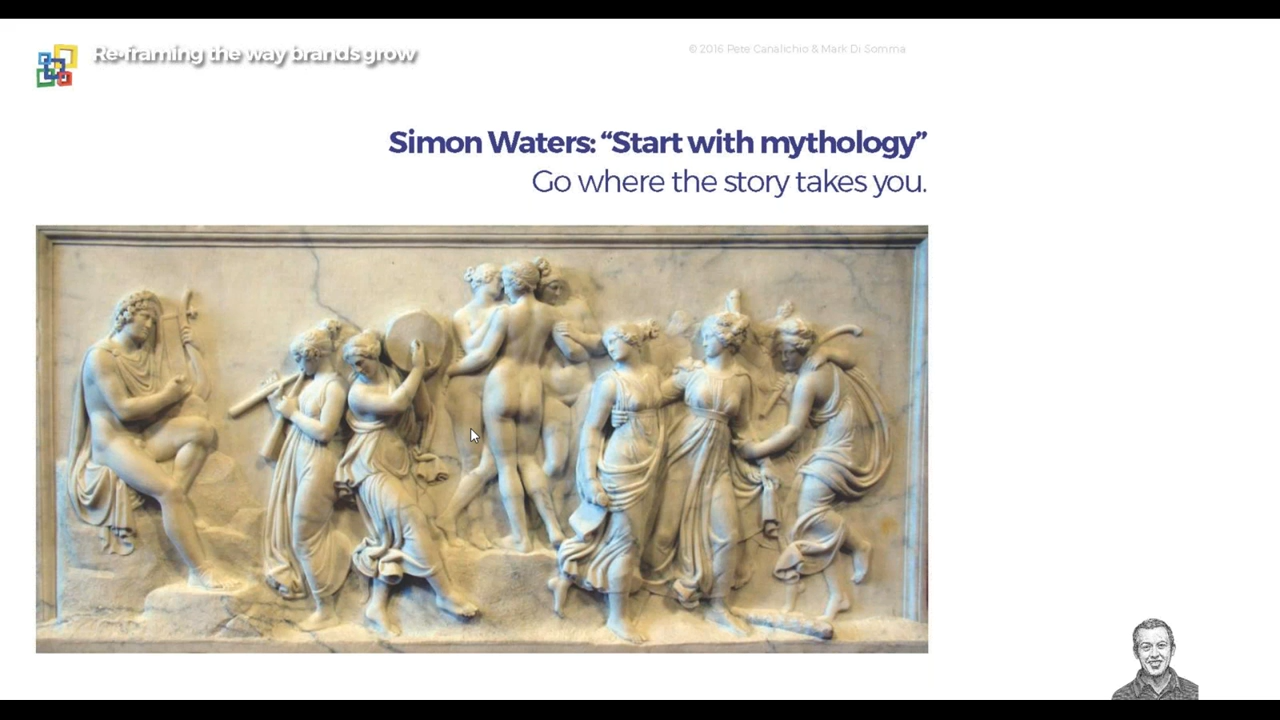 Re-framing the way brands grow
© 2016 Pete Canalichio & Mark Di Somma
Simon Waters: “Start with mythology”
Go where the story takes you.